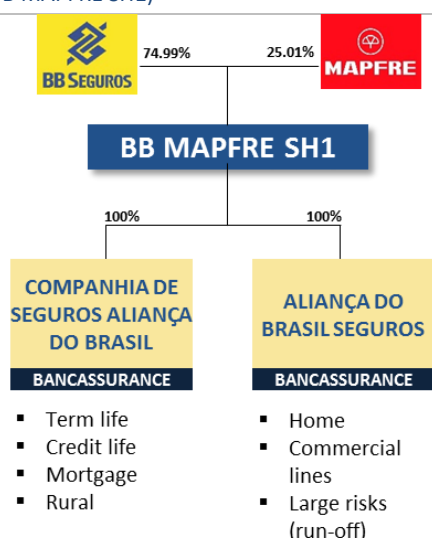 BB SEGUROS
74.99%
25.01%
MAPFRE
BB MAPFRE SH1
100%
100%
COMPANHIA DE
SEGUROS ALIANÇA
DO BRASIL
BANCASSURANCE
▪ Term life
▪ Credit life
▪ Mortgage
▪ Rural
ALIANÇA DO
BRASIL SEGUROS
BANCASSURANCE
▪ Home
▪ Commercial
lines
▪ Large risks
(run-off)